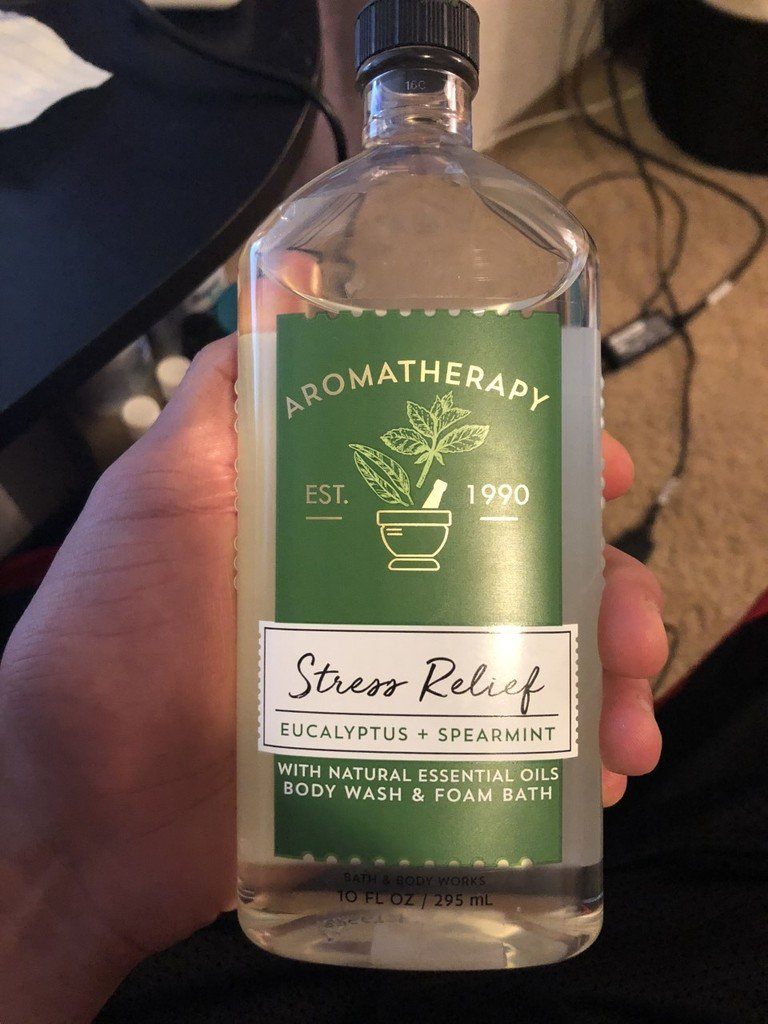 16C
AROMATHERAPY
EST. 1990
Stress Relief
EUCALYPTUS + SPEARMINT
WITH NATURAL ESSENTIAL OILS
BODY WASH & FOAM BATH
BATH & BODY WORKS
10 FL OZ / 295 mL